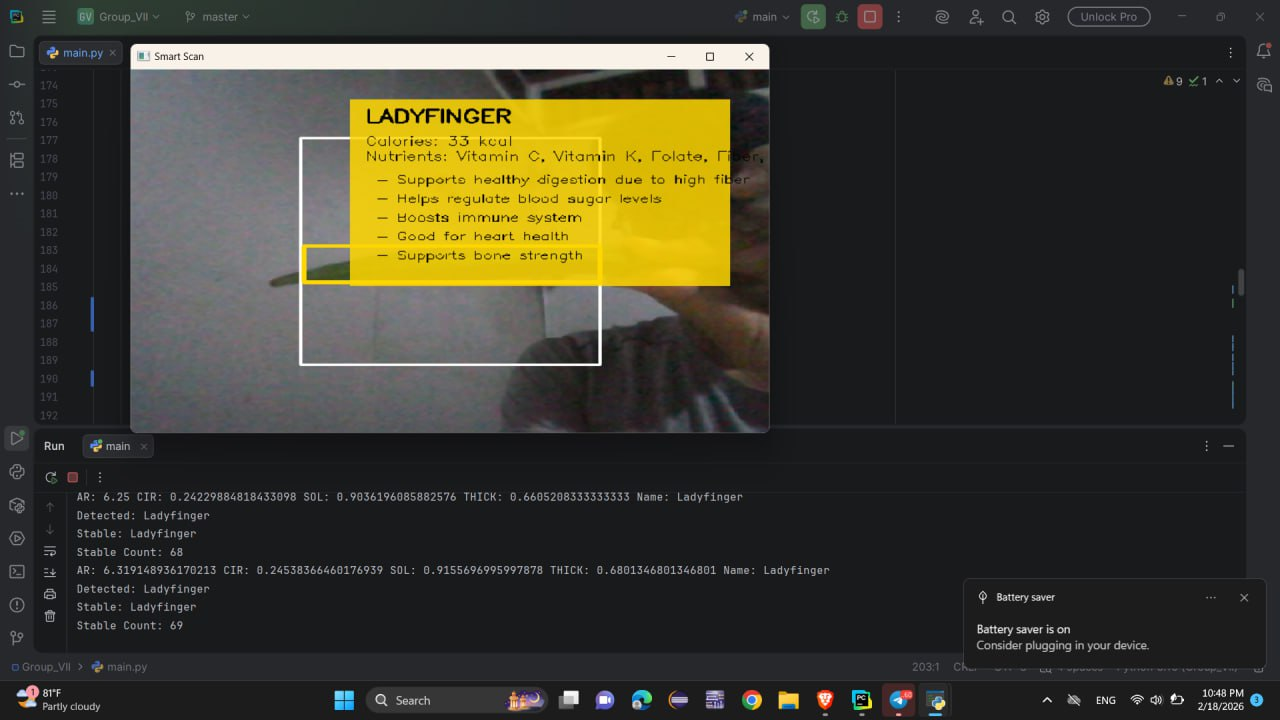 GV Group_VII
master
main
Unlock Pro
main.py
Smart Scan
9 1
174
175
176
177
178
179
180
181
182
183
184
185
186
187
188
189
190
191
192
LADYFINGER
Calories: 33 kcal
Nutrients: Vitamin C, Vitamin K, Folate, Fiber,
– Supports healthy digestion due to high fiber
– Helps regulate blood sugar levels
– Boosts immune system
– Good for heart health
– Supports bone strength
Run main
AR: 6.25 CIR: 0.24229884818433098 SOL: 0.9036196085882576 THICK: 0.6605208333333333 Name: Ladyfinger
Detected: Ladyfinger
Stable: Ladyfinger
Stable Count: 68
AR: 6.319148936170213 CIR: 0.24538366460176939 SOL: 0.9155696995997878 THICK: 0.6801346801346801 Name: Ladyfinger
Detected: Ladyfinger
Stable: Ladyfinger
Stable Count: 69
Battery saver
Battery saver is on
Consider plugging in your device.
Group_VII > main.py
203:1
1
81°F
Partly cloudy
Search
PC
ENG
10:48 PM
2/18/2026
3